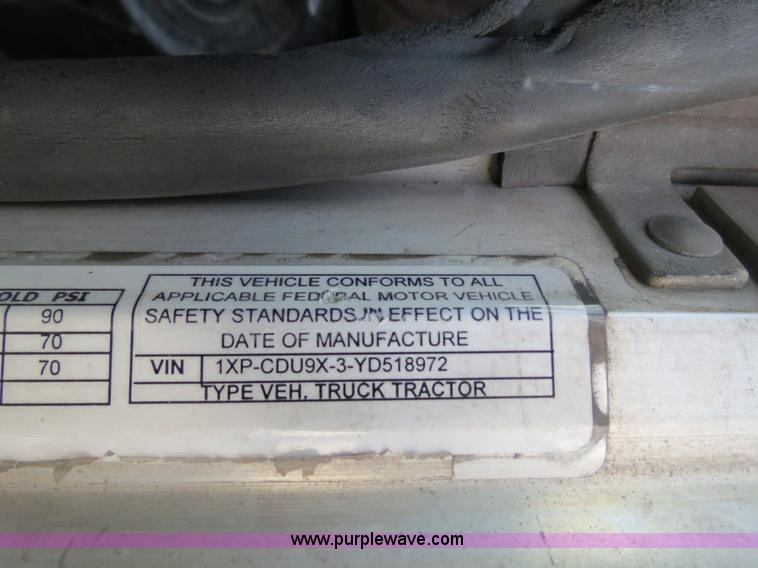 OLD PSI
90
70
70
THIS VEHICLE CONFORMS TO ALL
APPLICABLE FEDERAL MOTOR VEHICLE
SAFETY STANDARDS IN EFFECT ON THE
DATE OF MANUFACTURE
VIN 1XP-CDU9X-3-YD518972
TYPE VEH. TRUCK TRACTOR
www.purplewave.com